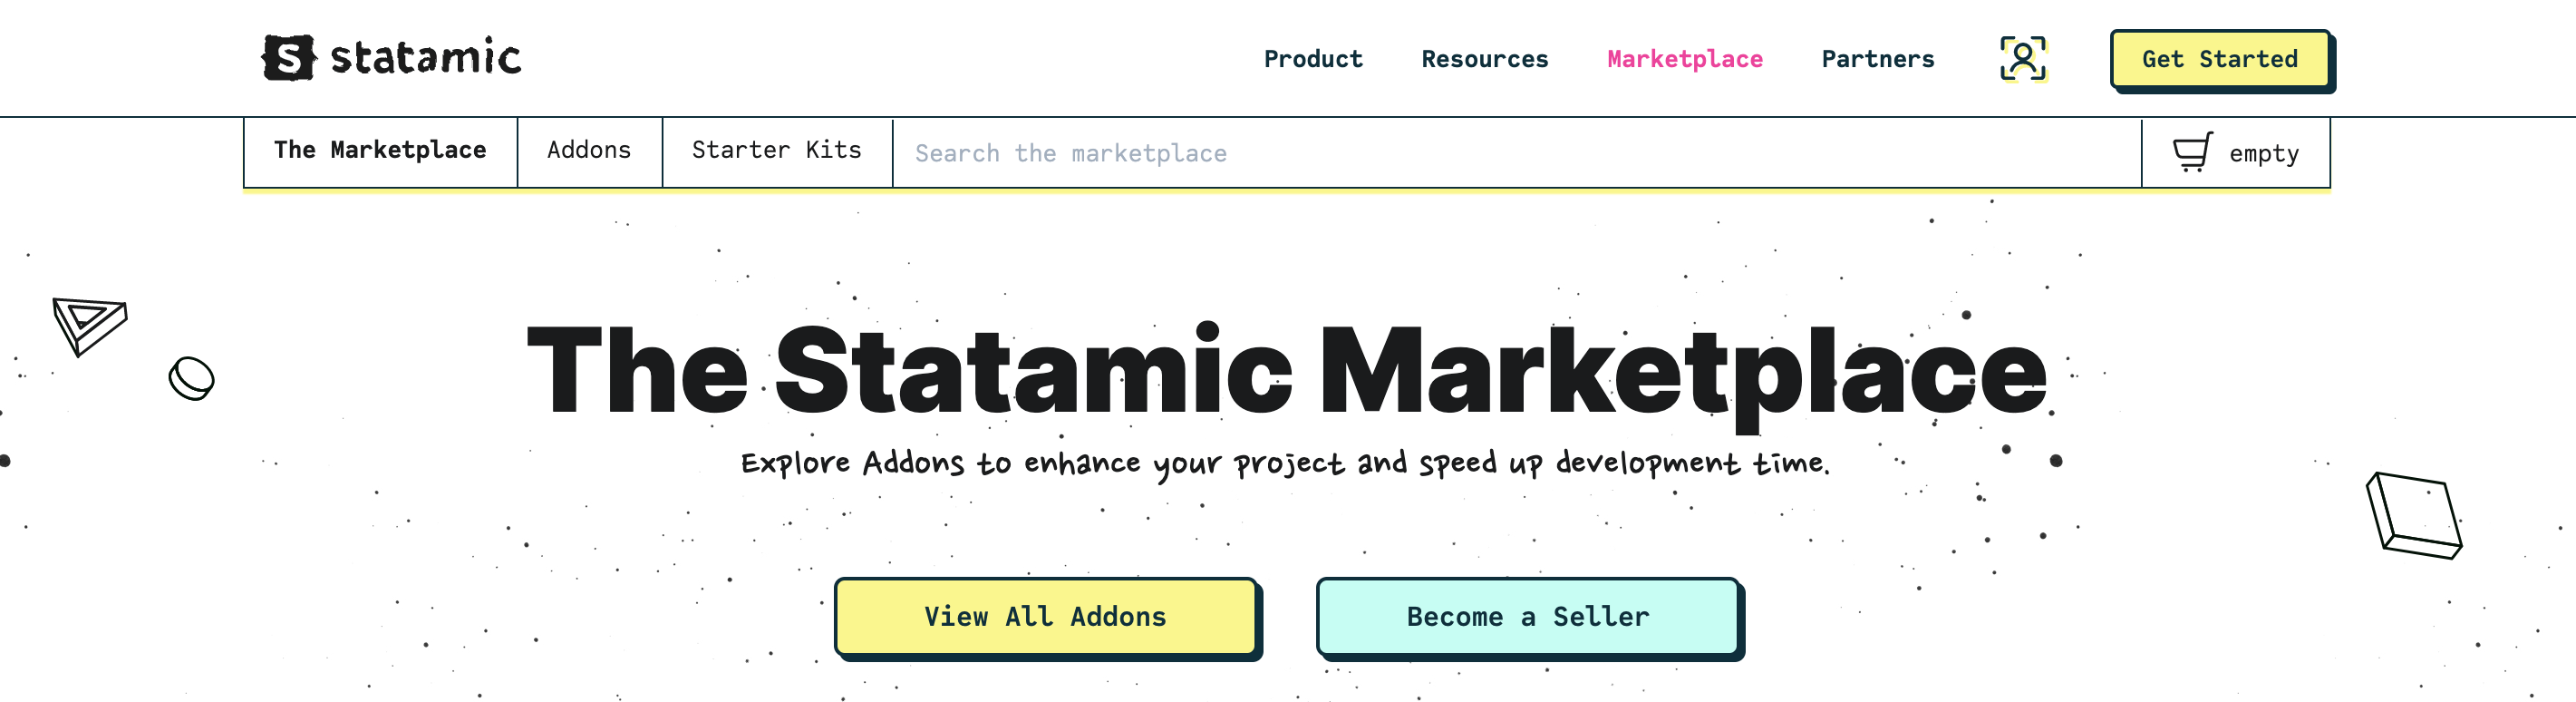 statamic
Product Resources Marketplace Partners Get Started
The Marketplace Addons Starter Kits Search the marketplace empty
The Statamic Marketplace
Explore Addons to enhance your project and speed up development time.
View All Addons Become a Seller